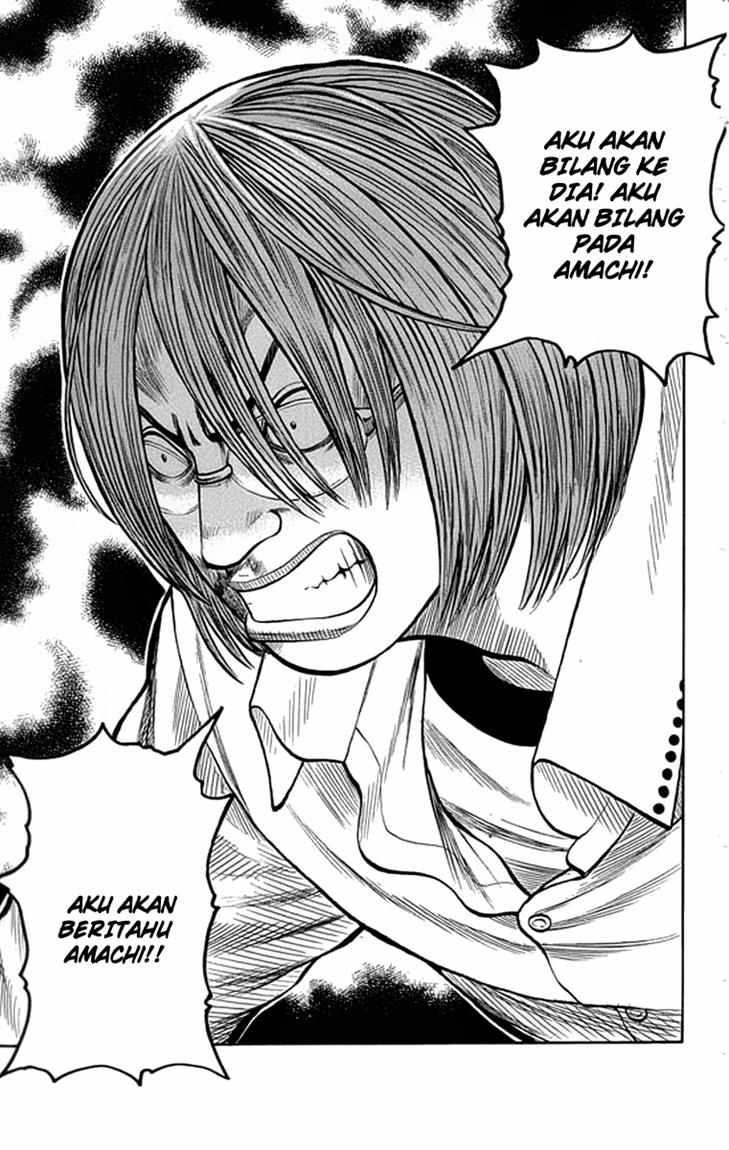 AKU AKAN
BILANG KE
DIA! AKU
AKAN BILANG
PADA
AMACHI!
AKU AKAN
BERITAHU
AMACHI!!